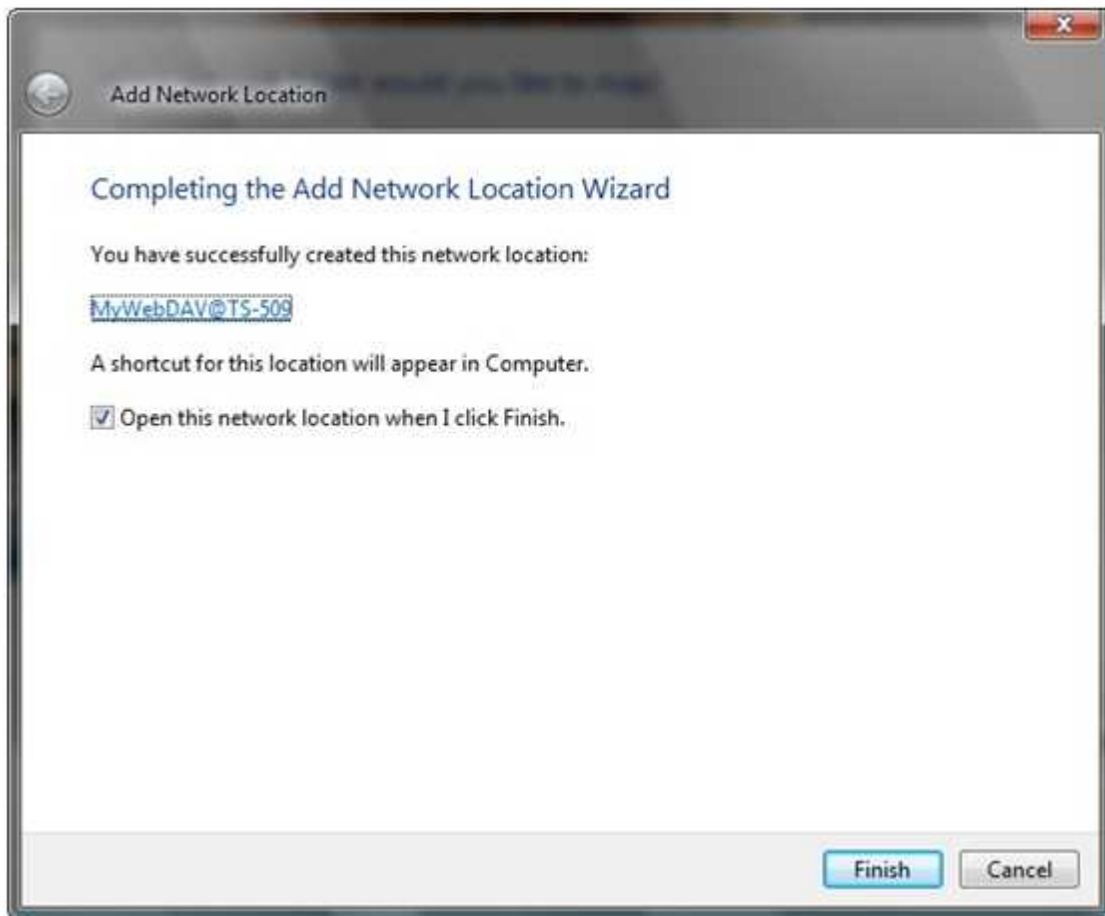 Add Network Location
Completing the Add Network Location Wizard
You have successfully created this network location:
MyWebDAV@TS-509
A shortcut for this location will appear in Computer.
Open this network location when I click Finish.
Finish
Cancel